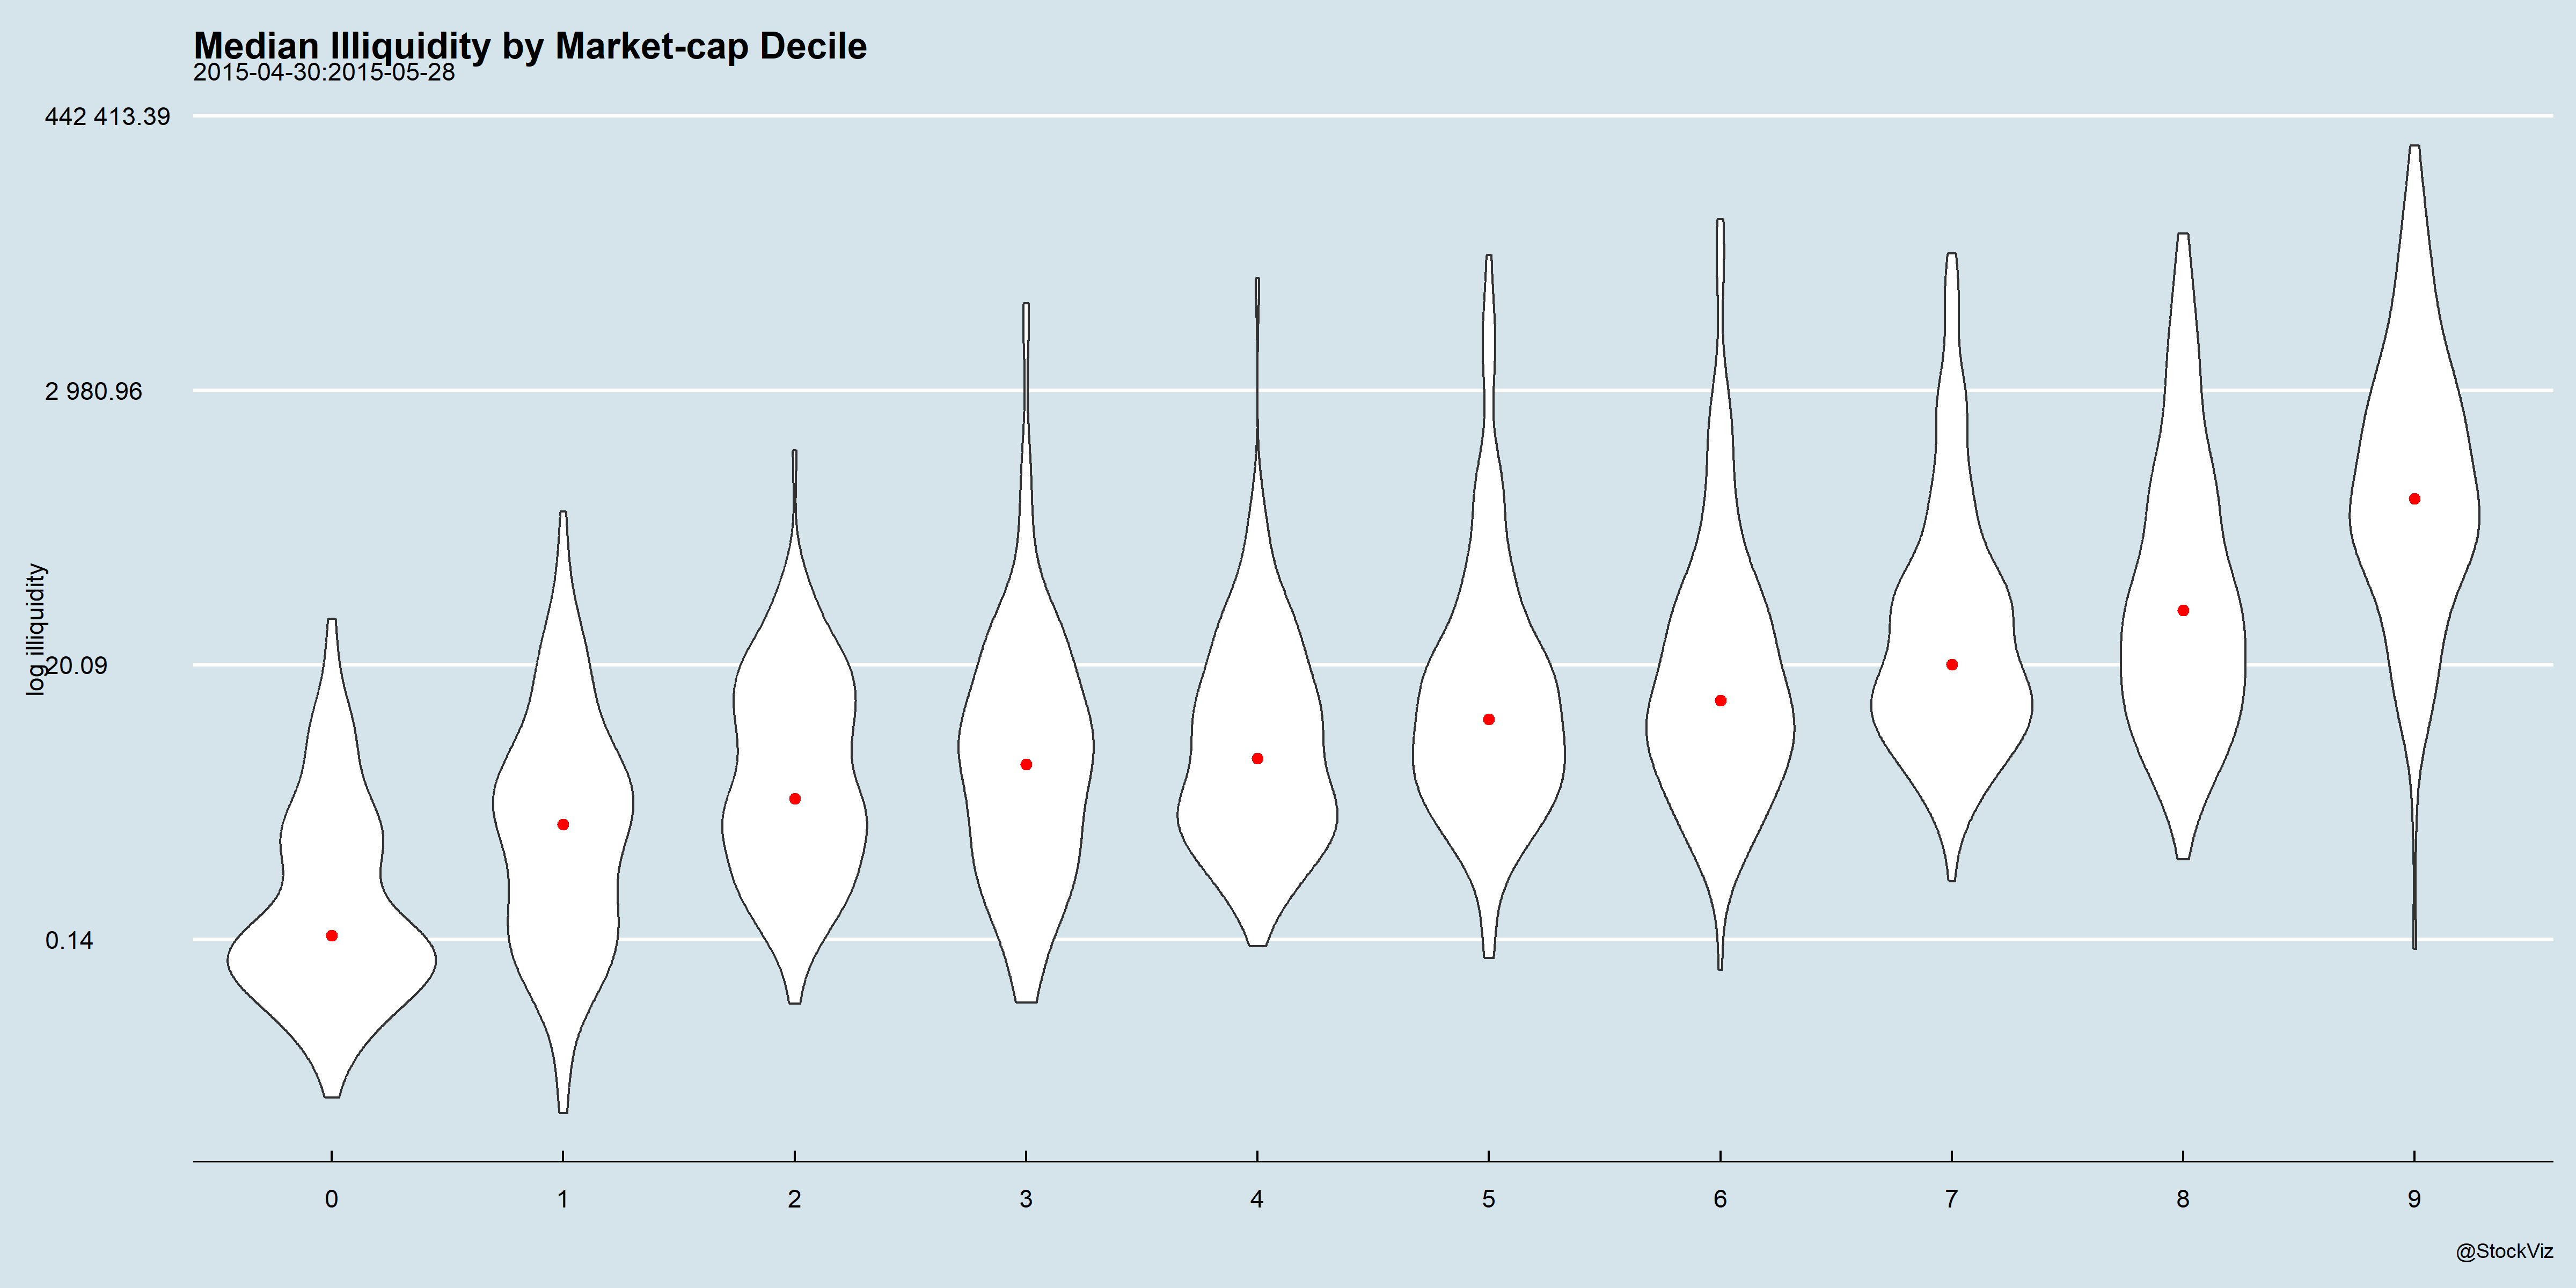 Median Illiquidity by Market-cap Decile
2015-04-30:2015-05-28
442 413.39
2 980.96
20.09
0.14
log illiquidity
0 1 2 3 4 5 6 7 8 9
@StockViz